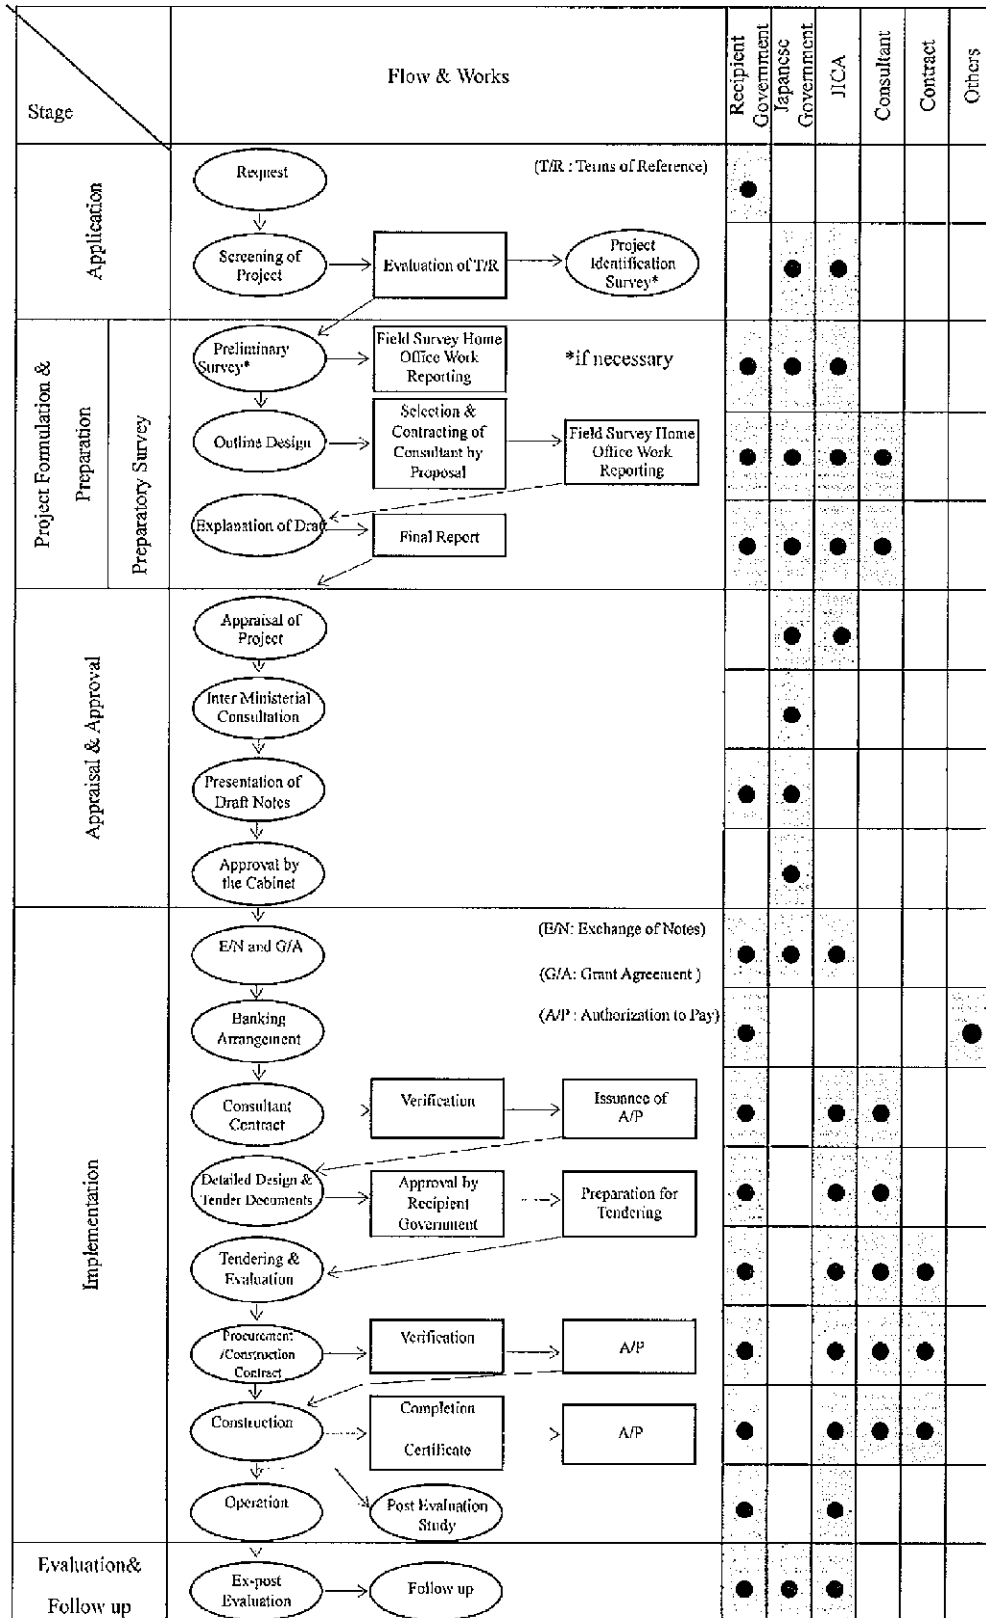 Stage
Flow & Works
Recipient
Government
Japanese
Government
JICA
Consultant
Contract
Others
Application
Request
(T/R : Terms of Reference)
Screening of
Project
Evaluation of T/R
Project
Identification
Survey*
Project Formulation &
Preparation
Preparatory Survey
Preliminary
Survey*
Field Survey Home
Office Work
Reporting
*if necessary
Outline Design
Selection &
Contracting of
Consultant by
Proposal
Field Survey Home
Office Work
Reporting
Explanation of Draft
Final Report
Appraisal & Approval
Appraisal of
Project
Inter Ministerial
Consultation
Presentation of
Draft Notes
Approval by
the Cabinet
Implementation
E/N and G/A
(E/N: Exchange of Notes)
(G/A: Grant Agreement )
Banking
Arrangement
(A/P : Authorization to Pay)
Consultant
Contract
Verification
Issuance of
A/P
Detailed Design &
Tender Documents
Approval by
Recipient
Government
Preparation for
Tendering
Tendering &
Evaluation
Procurement
/Construction
Contract
Verification
A/P
Construction
Completion
Certificate
A/P
Operation
Post Evaluation
Study
Evaluation&
Follow up
Ex-post
Evaluation
Follow up